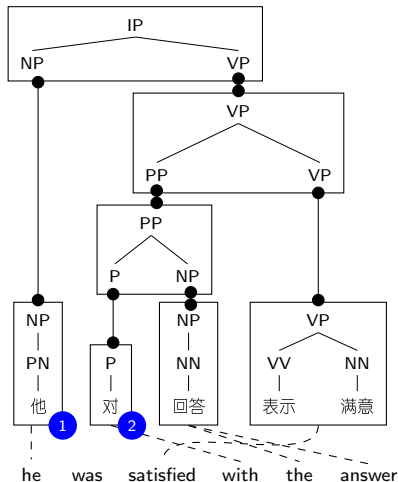 IP
NP VP
VP
PP VP
PP
P NP
NP P NP VP
PN P NN VV NN
他 对 回答 表示 满意
1 2
he was satisfied with the answer